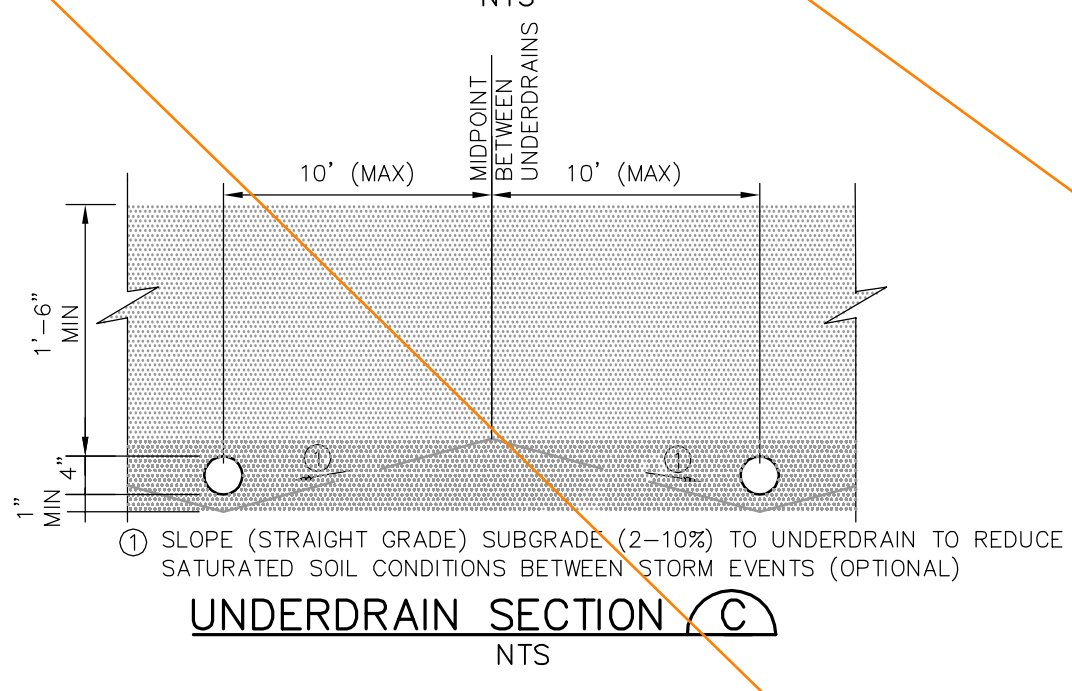 NTS
MIDPOINT
BETWEEN
UNDERDRAINS
10' (MAX)
10' (MAX)
1'-6"
MIN
4"
1"
MIN
1
1
1 SLOPE (STRAIGHT GRADE) SUBGRADE (2-10%) TO UNDERDRAIN TO REDUCE
SATURATED SOIL CONDITIONS BETWEEN STORM EVENTS (OPTIONAL)
UNDERDRAIN SECTION C
NTS